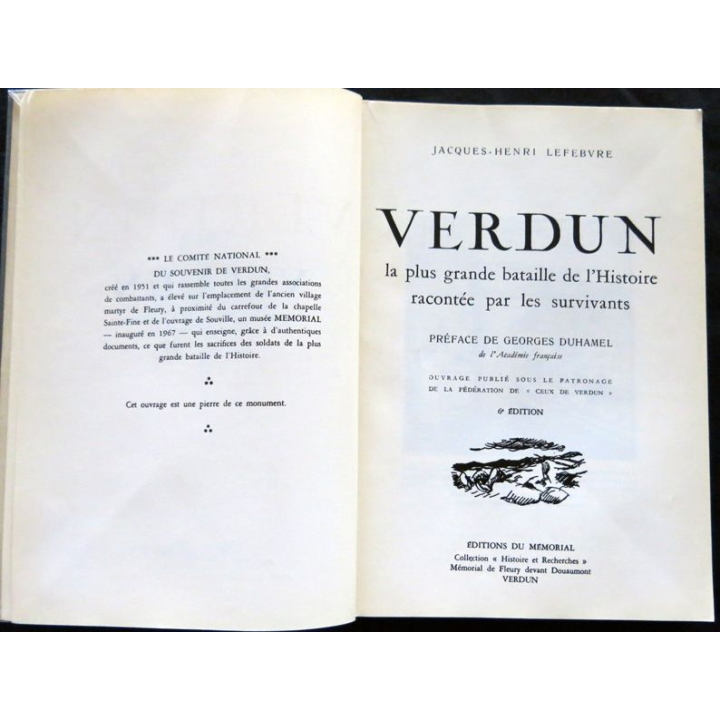 *** LE COMITÉ NATIONAL ***
DU SOUVENIR DE VERDUN,
créé en 1951 et qui rassemble toutes les grandes associations
de combattants, a élevé sur l'emplacement de l'ancien village
martyr de Fleury, à proximité du carrefour de la chapelle
Sainte-Fine et de l'ouvrage de Souville, un musée MEMORIAL
— inauguré en 1967 — qui enseigne, grâce à d'authentiques
documents, ce que furent les sacrifices des soldats de la plus
grande bataille de l'Histoire.
Cet ouvrage est une pierre de ce monument.
JACQUES-HENRI LEFEBVRE
VERDUN
la plus grande bataille de l'Histoire
racontée par les survivants
PRÉFACE DE GEORGES DUHAMEL
de l'Académie française
OUVRAGE PUBLIÉ SOUS LE PATRONAGE
DE LA FÉDÉRATION DE « CEUX DE VERDUN »
6e ÉDITION
ÉDITIONS DU MÉMORIAL
Collection « Histoire et Recherches »
Mémorial de Fleury devant Douaumont
VERDUN